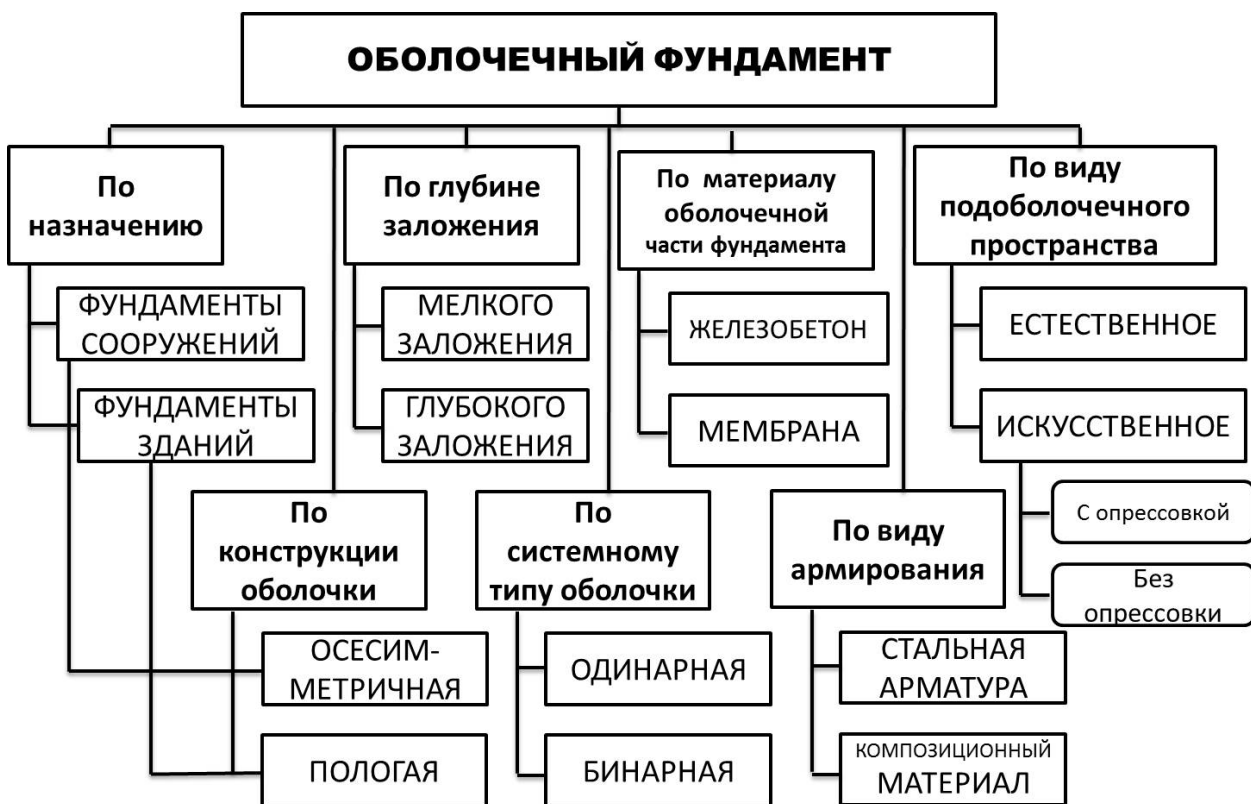 ОБОЛОЧЕЧНЫЙ ФУНДАМЕНТ
По
назначению
ФУНДАМЕНТЫ
СООРУЖЕНИЙ
ФУНДАМЕНТЫ
ЗДАНИЙ
По глубине
заложения
МЕЛКОГО
ЗАЛОЖЕНИЯ
ГЛУБОКОГО
ЗАЛОЖЕНИЯ
По материалу
оболочечной
части фундамента
ЖЕЛЕЗОБЕТОН
МЕМБРАНА
По виду
подоболочечного
пространства
ЕСТЕСТВЕННОЕ
ИСКУССТВЕННОЕ
С опрессовкой
Без
опрессовки
По
конструкции
оболочки
ОСЕСИМ-
МЕТРИЧНАЯ
ПОЛОГАЯ
По
системному
типу оболочки
ОДИНАРНАЯ
БИНАРНАЯ
По виду
армирования
СТАЛЬНАЯ
АРМАТУРА
КОМПОЗИЦИОННЫЙ
МАТЕРИАЛ